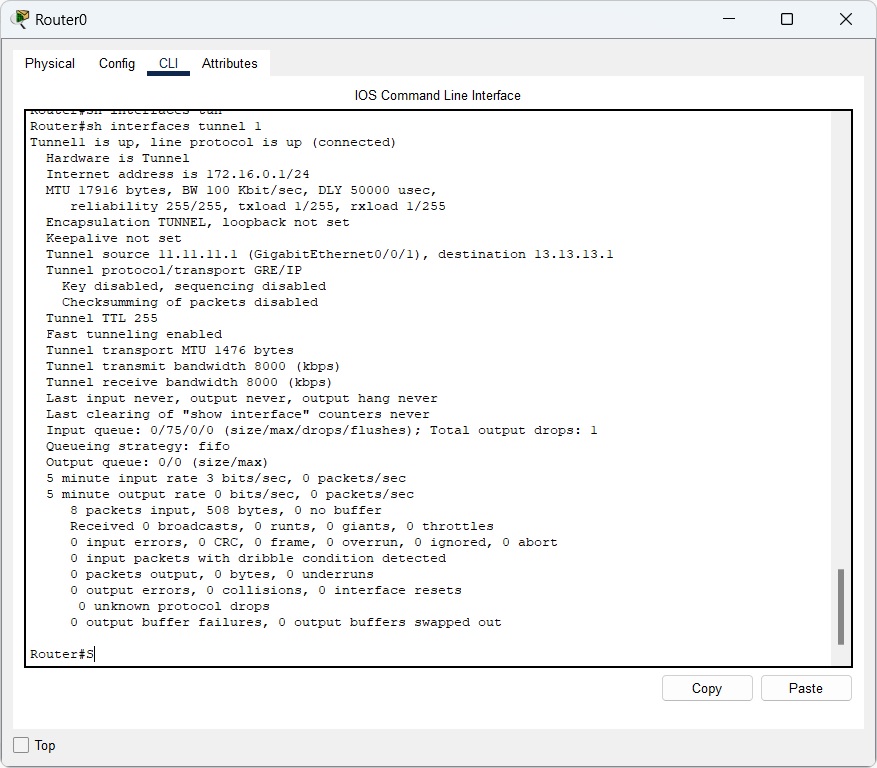 Router0
Physical Config CLI Attributes
IOS Command Line Interface
Router#sh interfaces tun
Router#sh interfaces tunnel 1
Tunnel1 is up, line protocol is up (connected)
Hardware is Tunnel
Internet address is 172.16.0.1/24
MTU 17916 bytes, BW 100 Kbit/sec, DLY 50000 usec,
reliability 255/255, txload 1/255, rxload 1/255
Encapsulation TUNNEL, loopback not set
Keepalive not set
Tunnel source 11.11.11.1 (GigabitEthernet0/0/1), destination 13.13.13.1
Tunnel protocol/transport GRE/IP
Key disabled, sequencing disabled
Checksumming of packets disabled
Tunnel TTL 255
Fast tunneling enabled
Tunnel transport MTU 1476 bytes
Tunnel transmit bandwidth 8000 (kbps)
Tunnel receive bandwidth 8000 (kbps)
Last input never, output never, output hang never
Last clearing of "show interface" counters never
Input queue: 0/75/0/0 (size/max/drops/flushes); Total output drops: 1
Queueing strategy: fifo
Output queue: 0/0 (size/max)
5 minute input rate 3 bits/sec, 0 packets/sec
5 minute output rate 0 bits/sec, 0 packets/sec
8 packets input, 508 bytes, 0 no buffer
Received 0 broadcasts, 0 runts, 0 giants, 0 throttles
0 input errors, 0 CRC, 0 frame, 0 overrun, 0 ignored, 0 abort
0 input packets with dribble condition detected
0 packets output, 0 bytes, 0 underruns
0 output errors, 0 collisions, 0 interface resets
0 unknown protocol drops
0 output buffer failures, 0 output buffers swapped out
Router#S
Copy Paste
Top